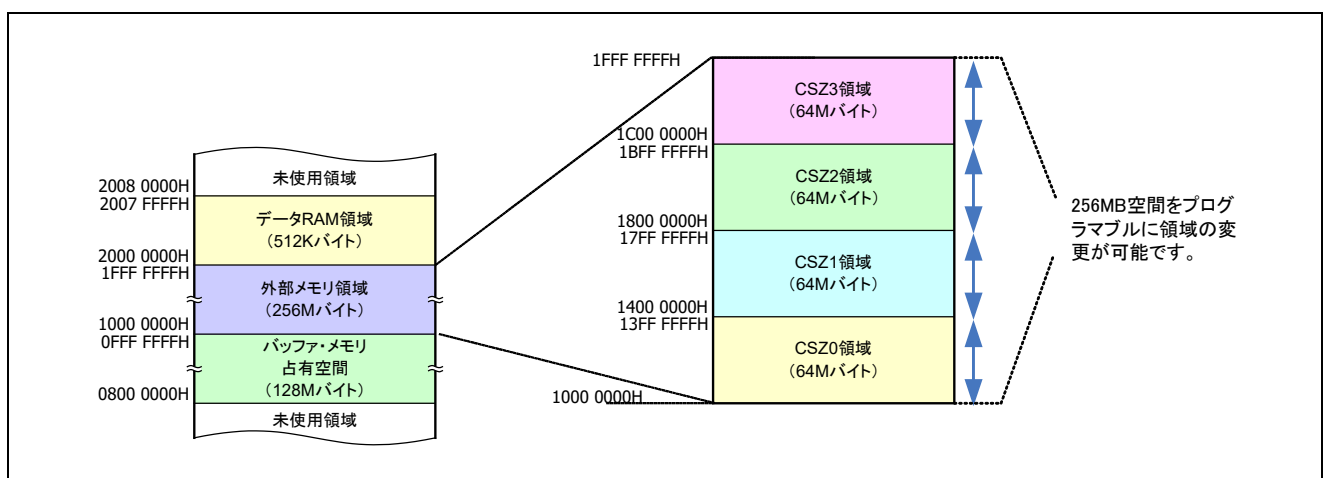 2008 0000H
2007 FFFFH
2000 0000H
1FFF FFFFH
1000 0000H
0FFF FFFFH
0800 0000H
未使用領域
データRAM領域
(512Kバイト)
外部メモリ領域
(256Mバイト)
バッファ・メモリ
占有空間
(128Mバイト)
未使用領域
1FFF FFFFH
1C00 0000H
1BFF FFFFH
1800 0000H
17FF FFFFH
1400 0000H
13FF FFFFH
1000 0000H
CSZ3領域
(64Mバイト)
CSZ2領域
(64Mバイト)
CSZ1領域
(64Mバイト)
CSZ0領域
(64Mバイト)
256MB空間をプログ
ラマブルに領域の変
更が可能です。